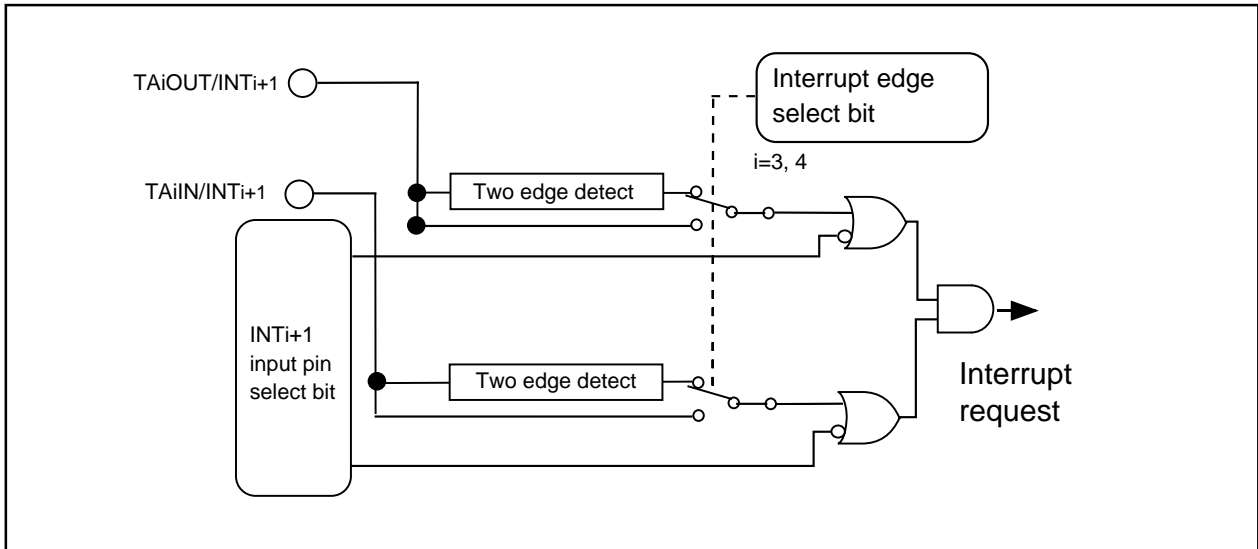 TAiOUT/INTi+1
Interrupt edge
select bit
i=3, 4
TAiIN/INTi+1
Two edge detect
INTi+1
input pin
select bit
Two edge detect
Interrupt
request